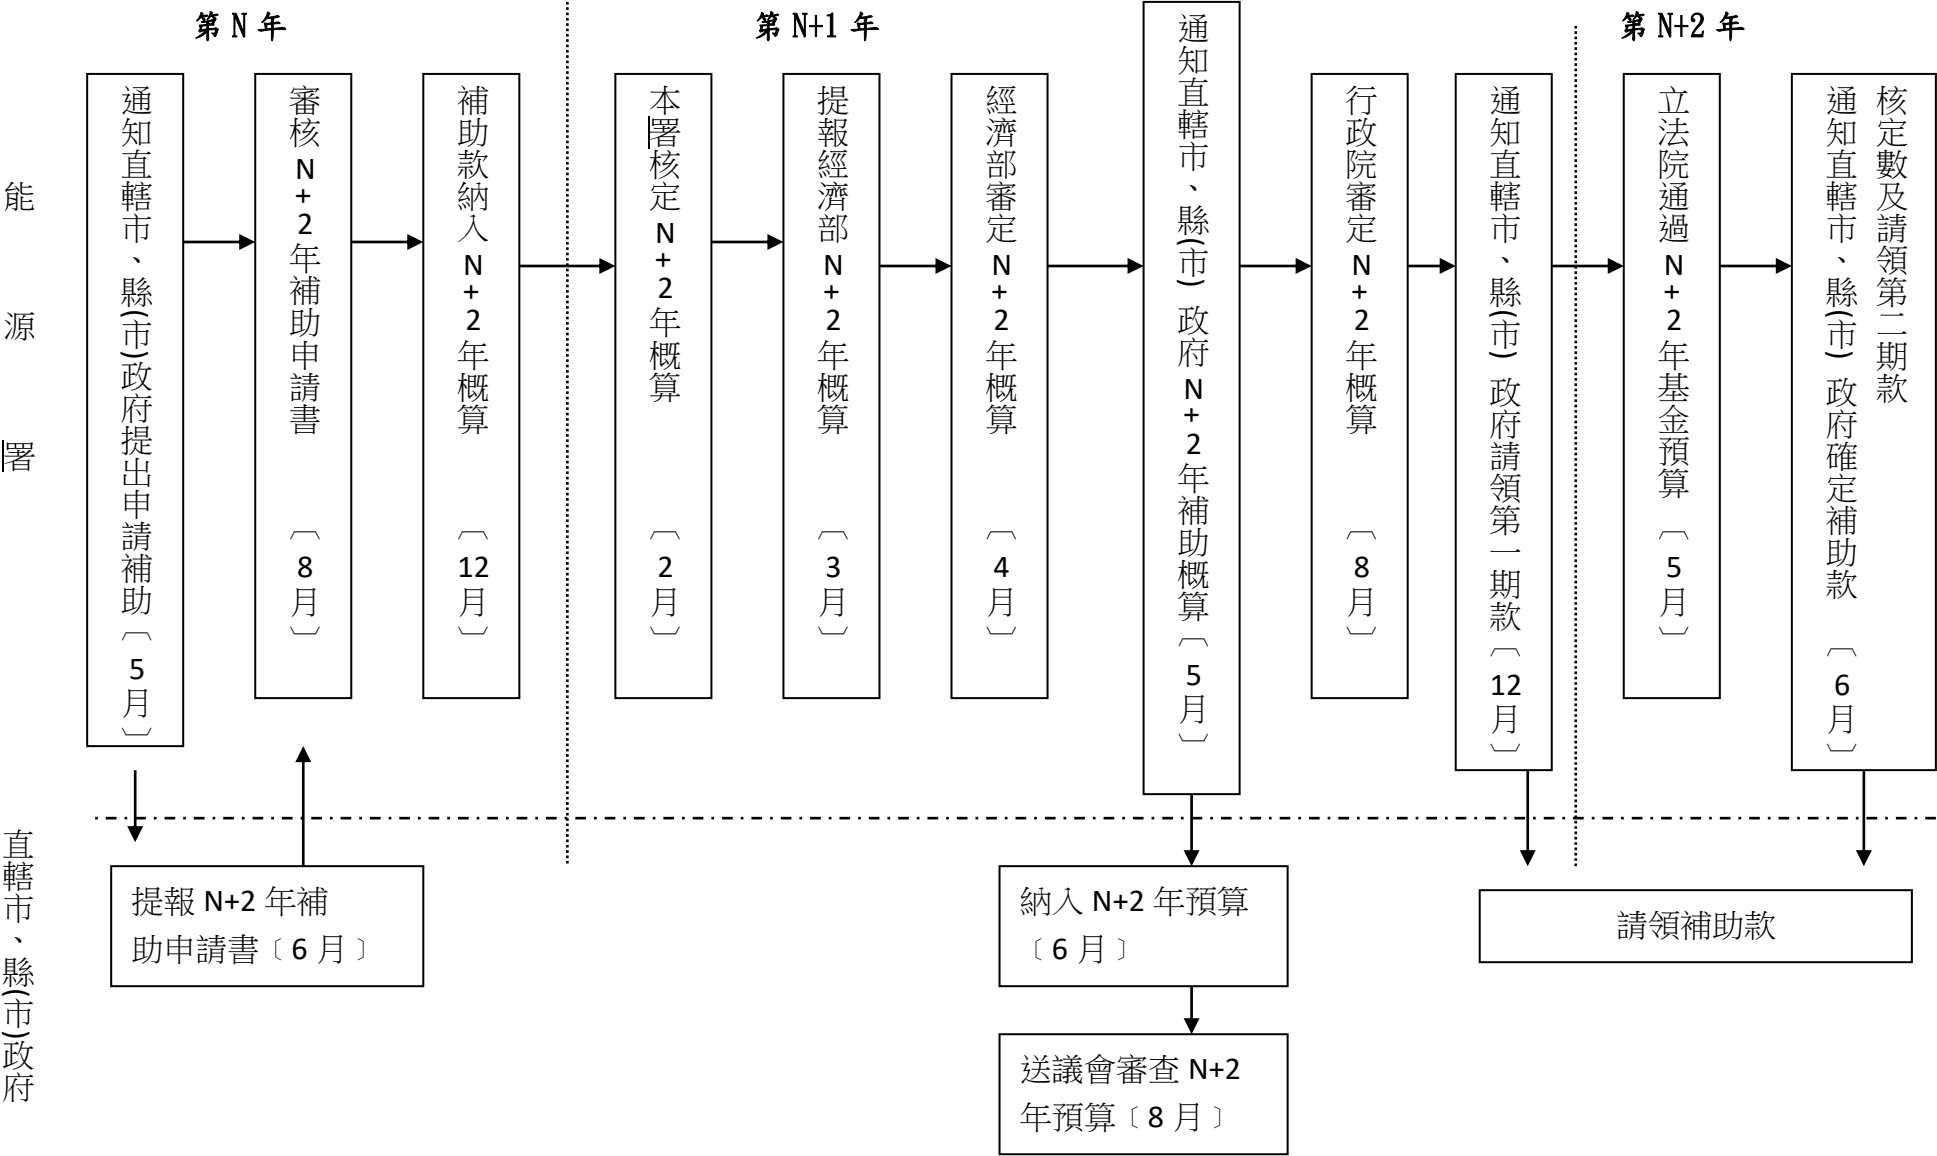 第 N 年
第 N+1 年
第 N+2 年
能源署
通知直轄市、縣(市)政府提出申請補助〔5月〕
審核N+2年補助申請書〔8月〕
補助款納入N+2年概算〔12月〕
本署核定N+2年概算〔2月〕
提報經濟部N+2年概算〔3月〕
經濟部審定N+2年概算〔4月〕
通知直轄市、縣(市)政府N+2年補助概算〔5月〕
行政院審定N+2年概算〔8月〕
通知直轄市、縣(市)政府請領第一期款〔12月〕
立法院通過N+2年基金預算〔5月〕
核定數及請領第二期款
通知直轄市、縣(市)政府確定補助款〔6月〕
直轄市、縣(市)政府
提報 N+2 年補
助申請書〔6 月〕
納入 N+2 年預算
〔6 月〕
送議會審查 N+2
年預算〔8 月〕
請領補助款